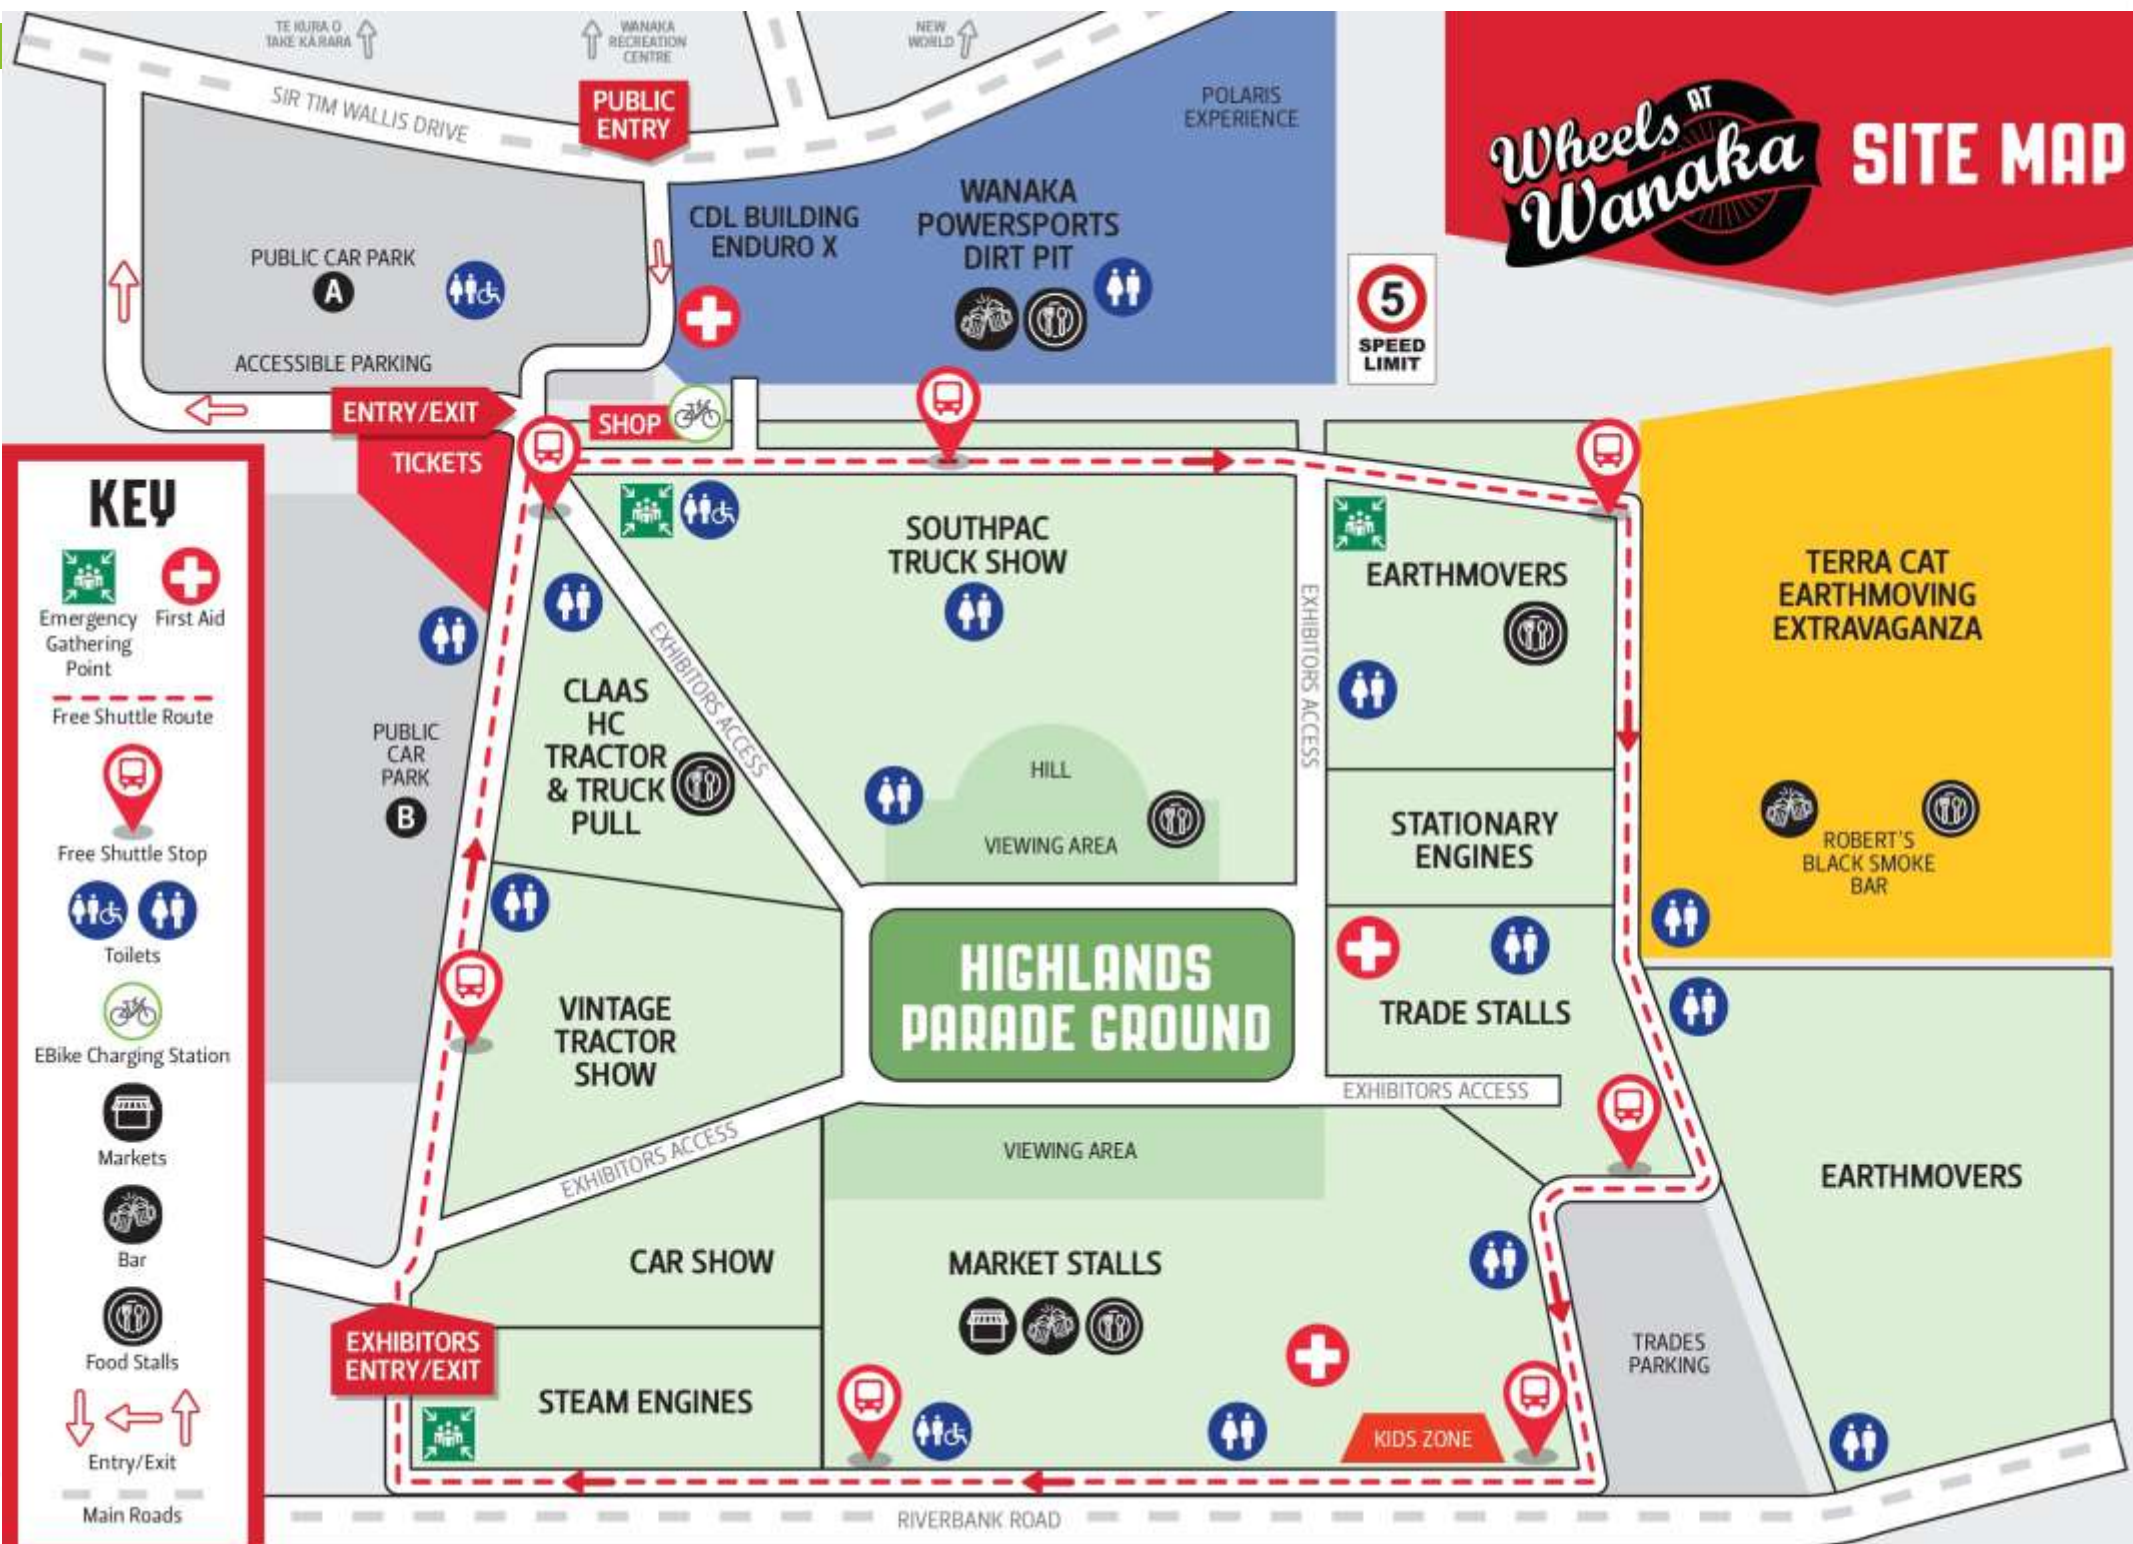 TE KURA O
TAKE KĀRARA
WANAKA
RECREATION
CENTRE
NEW
WORLD
SIR TIM WALLIS DRIVE
PUBLIC
ENTRY
POLARIS
EXPERIENCE
Wheels AT
Wanaka
SITE MAP
CDL BUILDING
ENDURO X
WANAKA
POWERSPORTS
DIRT PIT
PUBLIC CAR PARK
A
5
SPEED
LIMIT
ACCESSIBLE PARKING
ENTRY/EXIT
SHOP
TICKETS
KEY
Emergency
Gathering
Point
First Aid
Free Shuttle Route
Free Shuttle Stop
Toilets
EBike Charging Station
Markets
Bar
Food Stalls
Entry/Exit
Main Roads
SOUTHPAC
TRUCK SHOW
EARTHMOVERS
TERRA CAT
EARTHMOVING
EXTRAVAGANZA
EXHIBITORS ACCESS
EXHIBITORS ACCESS
CLAAS
HC
TRACTOR
& TRUCK
PULL
PUBLIC
CAR
PARK
B
HILL
VIEWING AREA
STATIONARY
ENGINES
ROBERT'S
BLACK SMOKE
BAR
HIGHLANDS
PARADE GROUND
VINTAGE
TRACTOR
SHOW
TRADE STALLS
EXHIBITORS ACCESS
EXHIBITORS ACCESS
VIEWING AREA
EARTHMOVERS
CAR SHOW
MARKET STALLS
EXHIBITORS
ENTRY/EXIT
TRADES
PARKING
STEAM ENGINES
KIDS ZONE
RIVERBANK ROAD